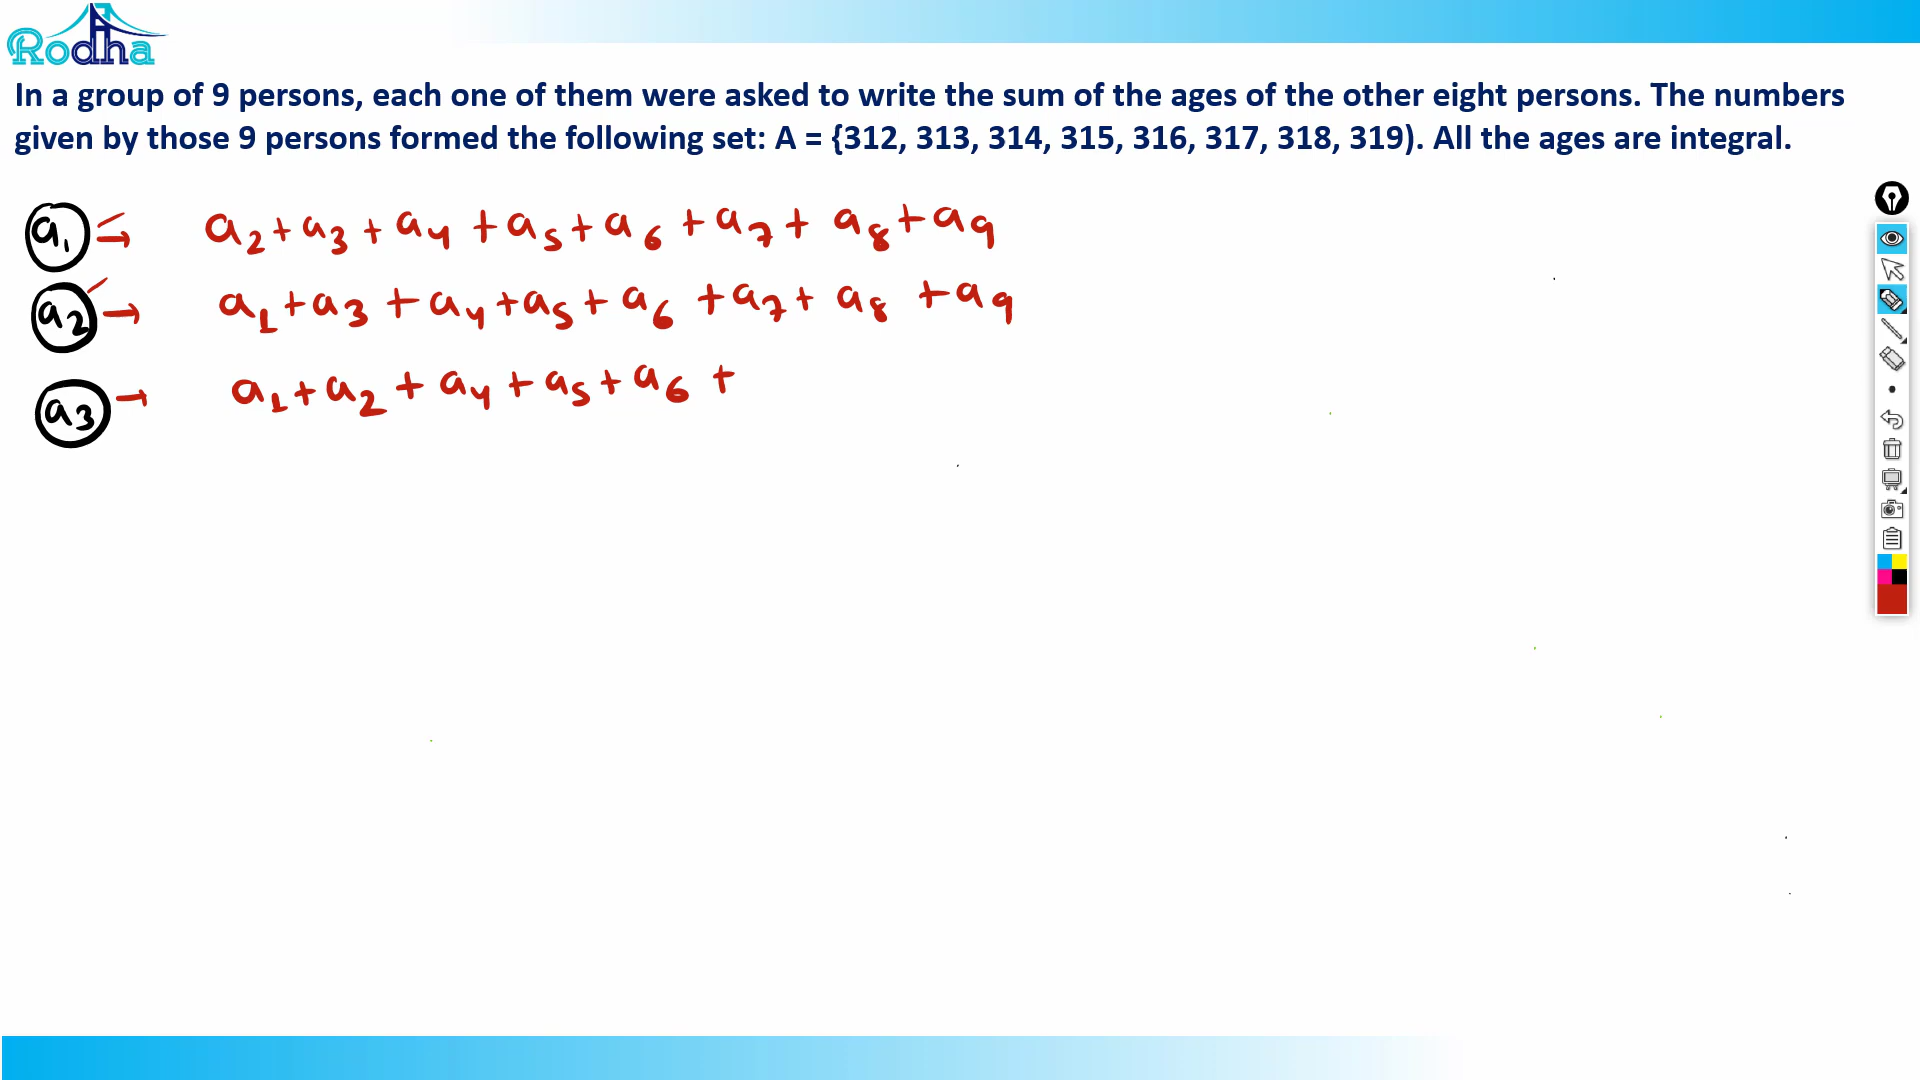 Rodha
In a group of 9 persons, each one of them were asked to write the sum of the ages of the other eight persons. The numbers
given by those 9 persons formed the following set: A = {312, 313, 314, 315, 316, 317, 318, 319). All the ages are integral.
a₁ → a₂ + a₃ + a₄ + a₅ + a₆ + a₇ + a₈ + a₉
a₂ → a₁ + a₃ + a₄ + a₅ + a₆ + a₇ + a₈ + a₉
a₃ → a₁ + a₂ + a₄ + a₅ + a₆ +